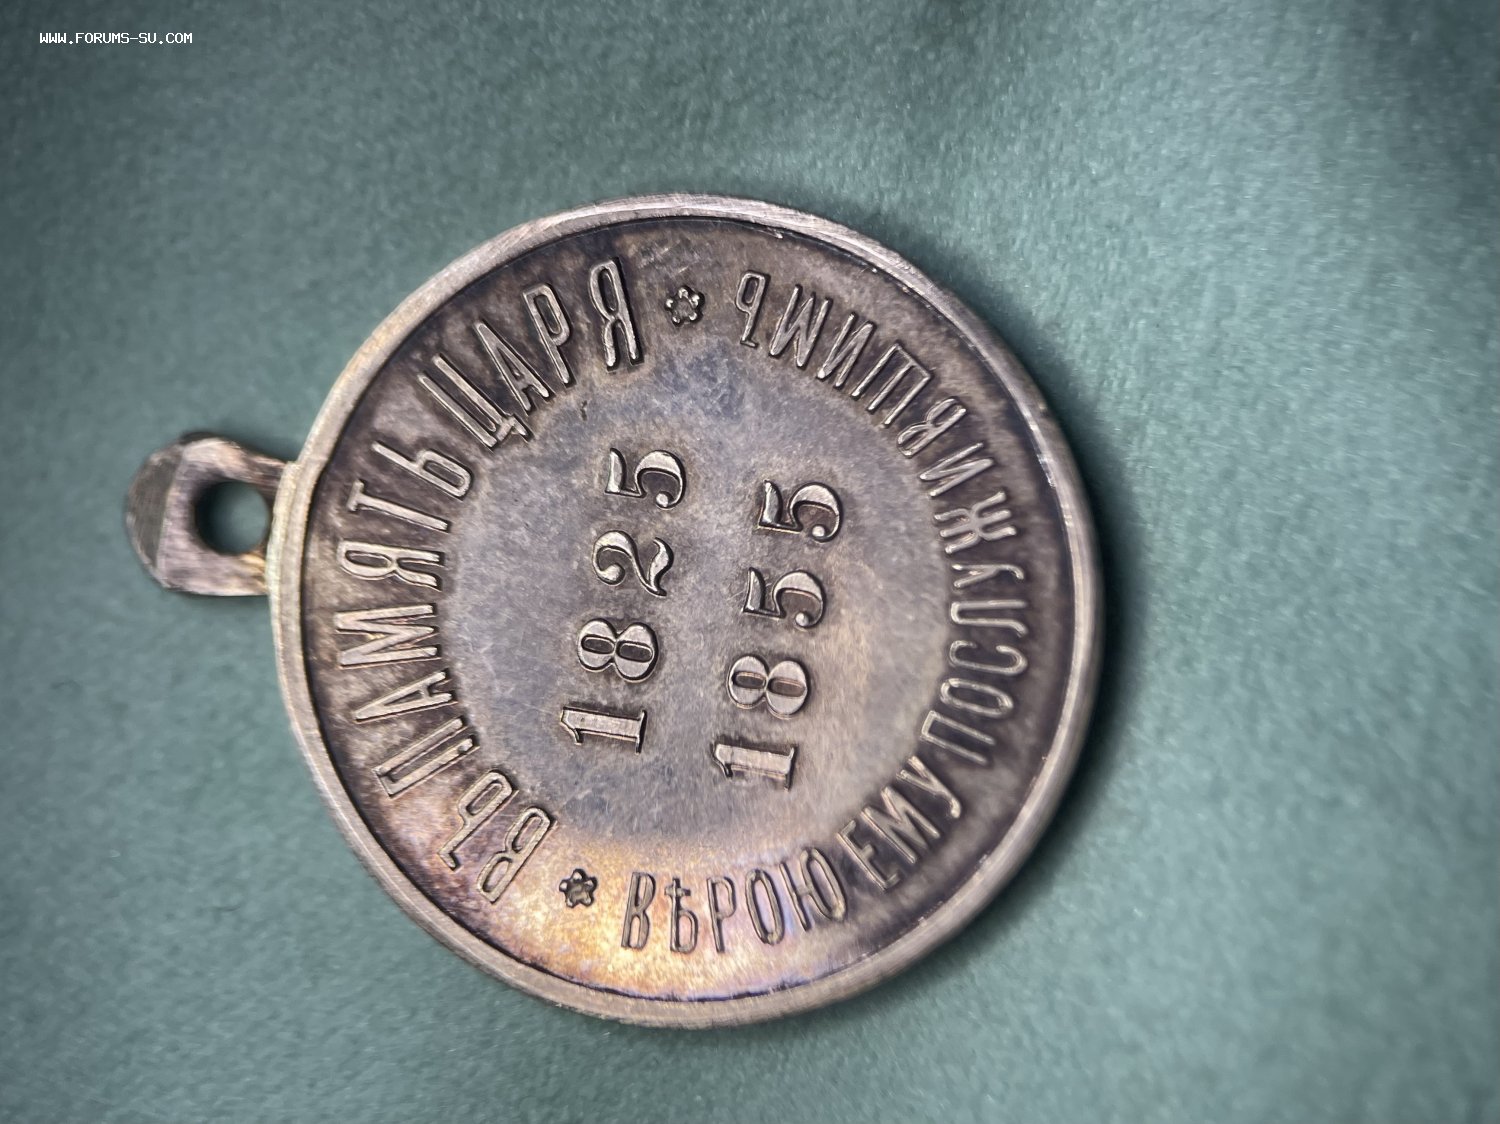 WWW.FORUMS-SU.COM
ВЪ ПАМЯТЬ ЦАРЯ
1825
1855
ВѢРОЮ ЕМУ ПОСЛУЖИВШИМЪ